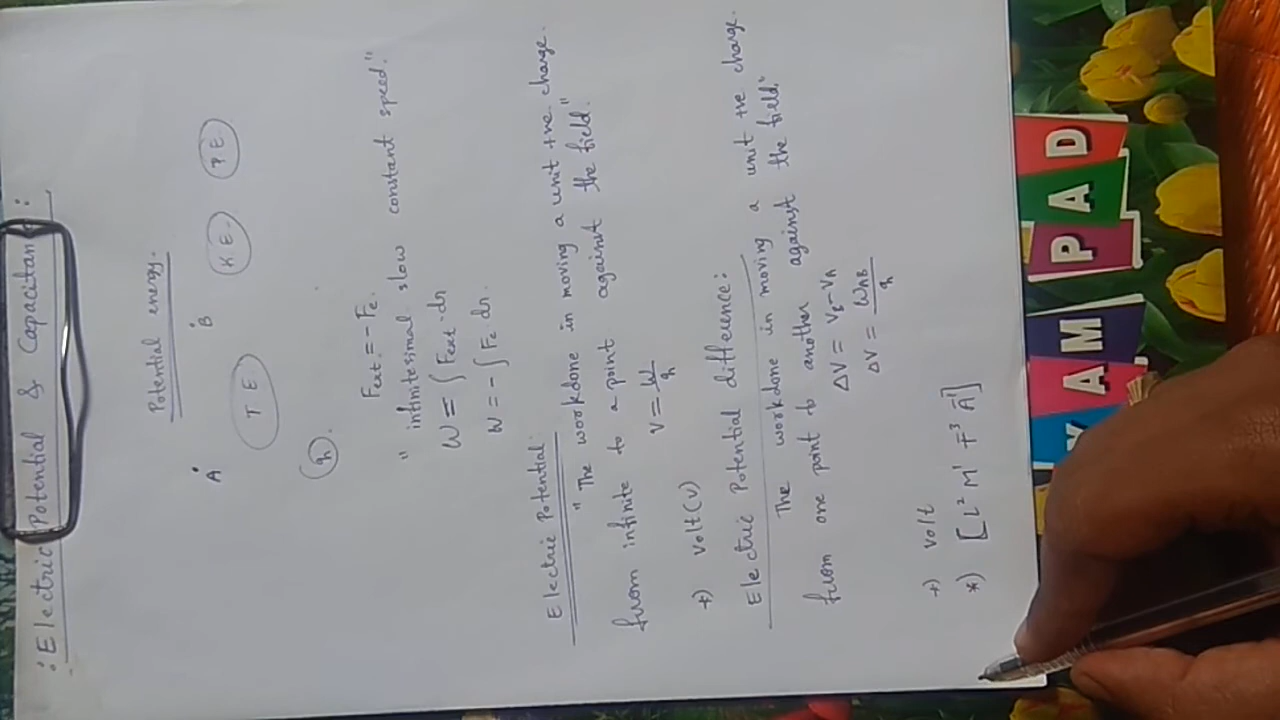 : Electric Potential & Capacitan :
Potential energy.
A B
T E K E. P E.
q
Fext = - Fe.
" infintesimal slow constant speed."
W = ∫ Fext . dr
W = - ∫ Fe dr.
Electric Potential
" The workdone in moving a unit +ve charge.
from infinite to a point against the field."
V = W/q
+) volt(v)
Electric Potential difference:
The workdone in moving a unit +ve charge.
from one point to another against the field."
ΔV = VB - VA
ΔV = WAB/q
+) volt
*) [L² M¹ T⁻³ A⁻¹]
AMPAD